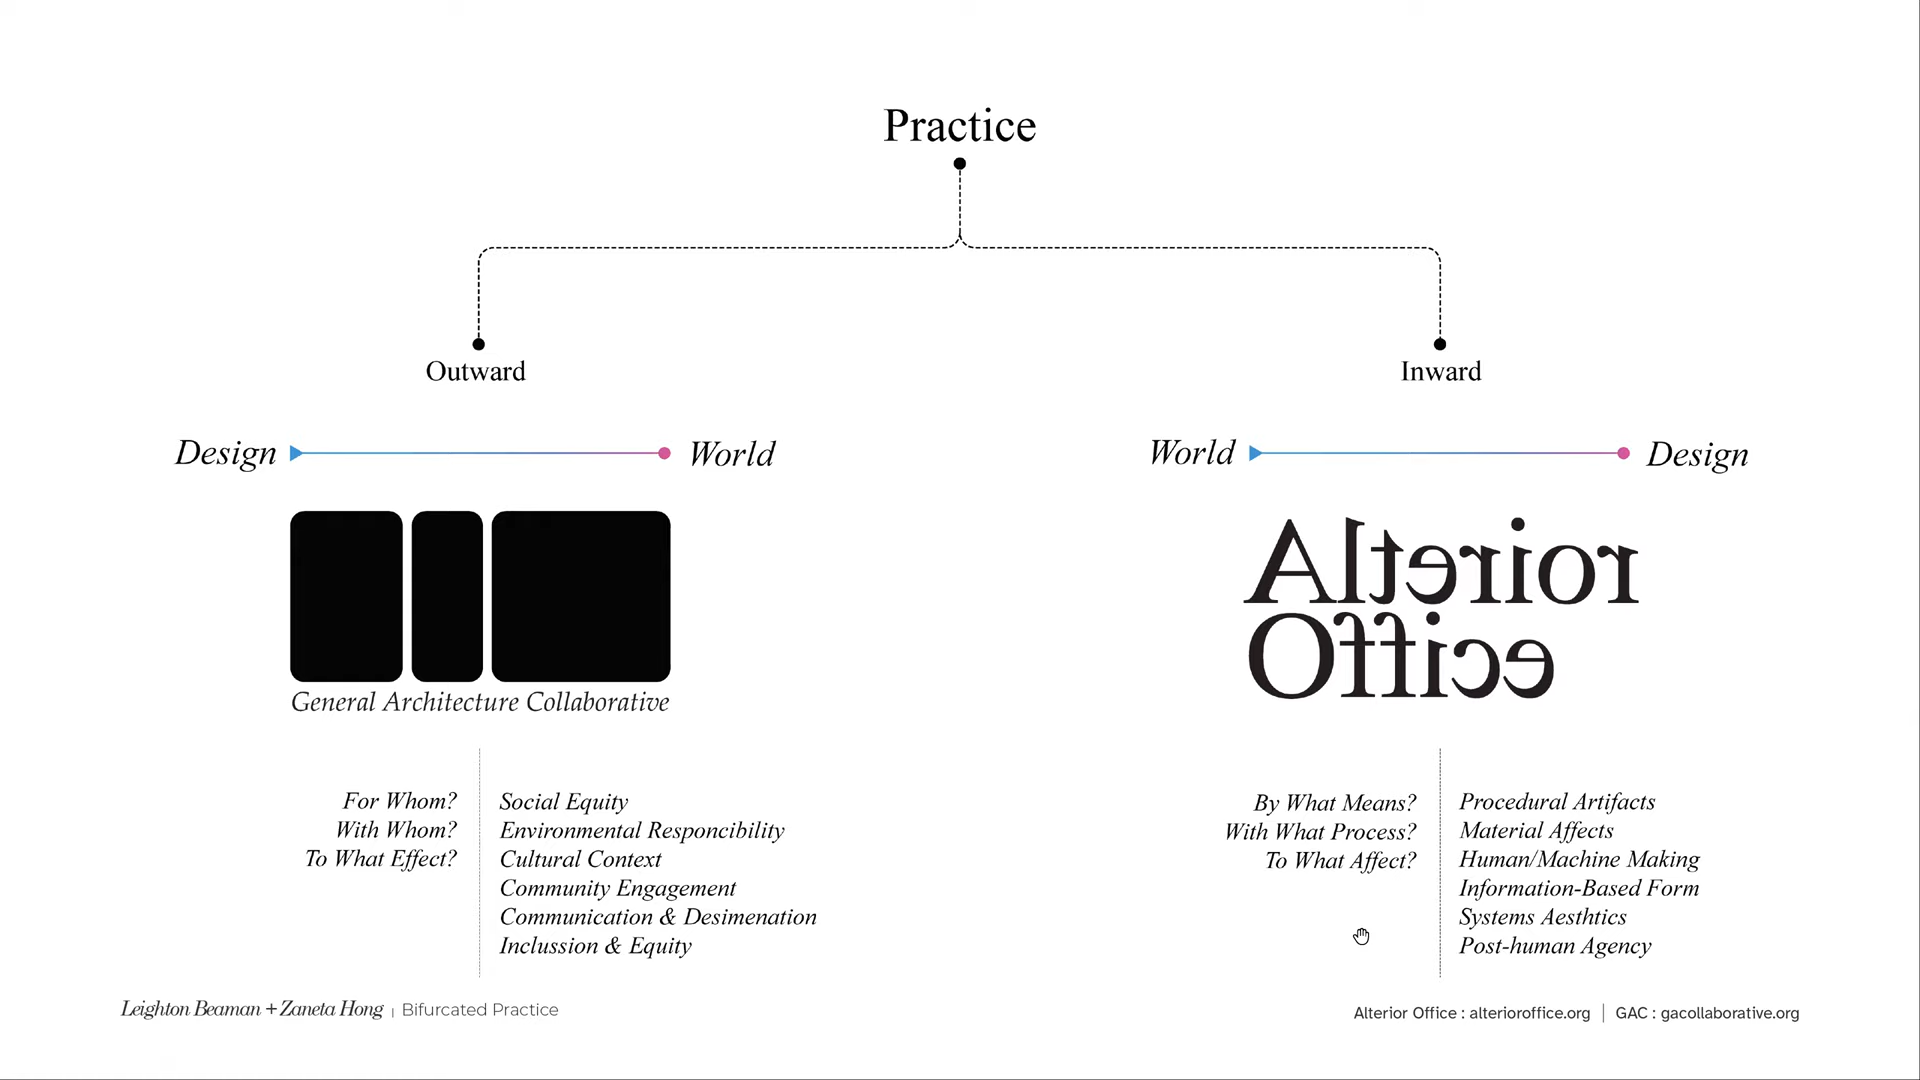 Practice
Outward
Inward
Design
World
World
Design
General Architecture Collaborative
Alterior
Office
For Whom?
With Whom?
To What Effect?
Social Equity
Environmental Responcibility
Cultural Context
Community Engagement
Communication & Desimenation
Inclussion & Equity
By What Means?
With What Process?
To What Affect?
Procedural Artifacts
Material Affects
Human/Machine Making
Information-Based Form
Systems Aesthtics
Post-human Agency
Leighton Beaman + Zaneta Hong | Bifurcated Practice
Alterior Office : alterioroffice.org | GAC : gacollaborative.org